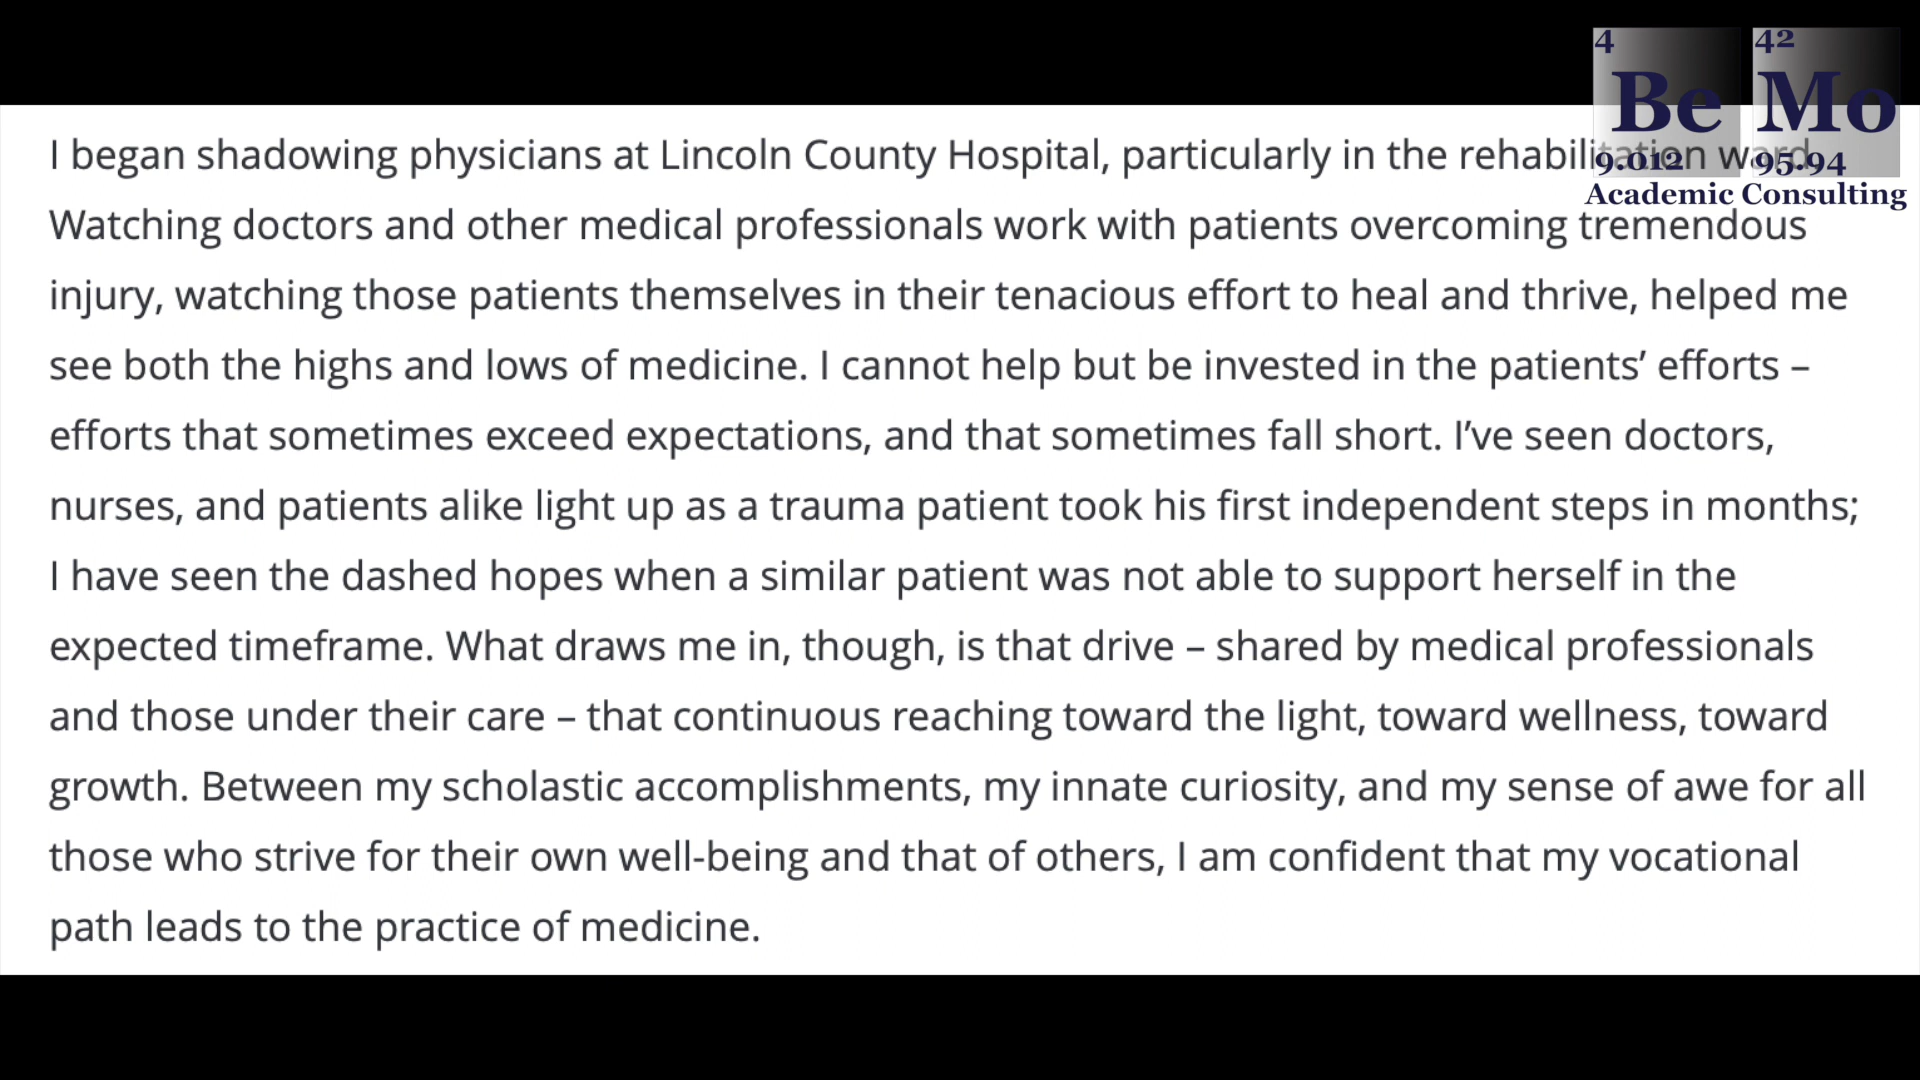 4 42
Be Mo
9.012 95.94
Academic Consulting
I began shadowing physicians at Lincoln County Hospital, particularly in the rehabilitation ward.
Watching doctors and other medical professionals work with patients overcoming tremendous
injury, watching those patients themselves in their tenacious effort to heal and thrive, helped me
see both the highs and lows of medicine. I cannot help but be invested in the patients’ efforts –
efforts that sometimes exceed expectations, and that sometimes fall short. I’ve seen doctors,
nurses, and patients alike light up as a trauma patient took his first independent steps in months;
I have seen the dashed hopes when a similar patient was not able to support herself in the
expected timeframe. What draws me in, though, is that drive – shared by medical professionals
and those under their care – that continuous reaching toward the light, toward wellness, toward
growth. Between my scholastic accomplishments, my innate curiosity, and my sense of awe for all
those who strive for their own well-being and that of others, I am confident that my vocational
path leads to the practice of medicine.